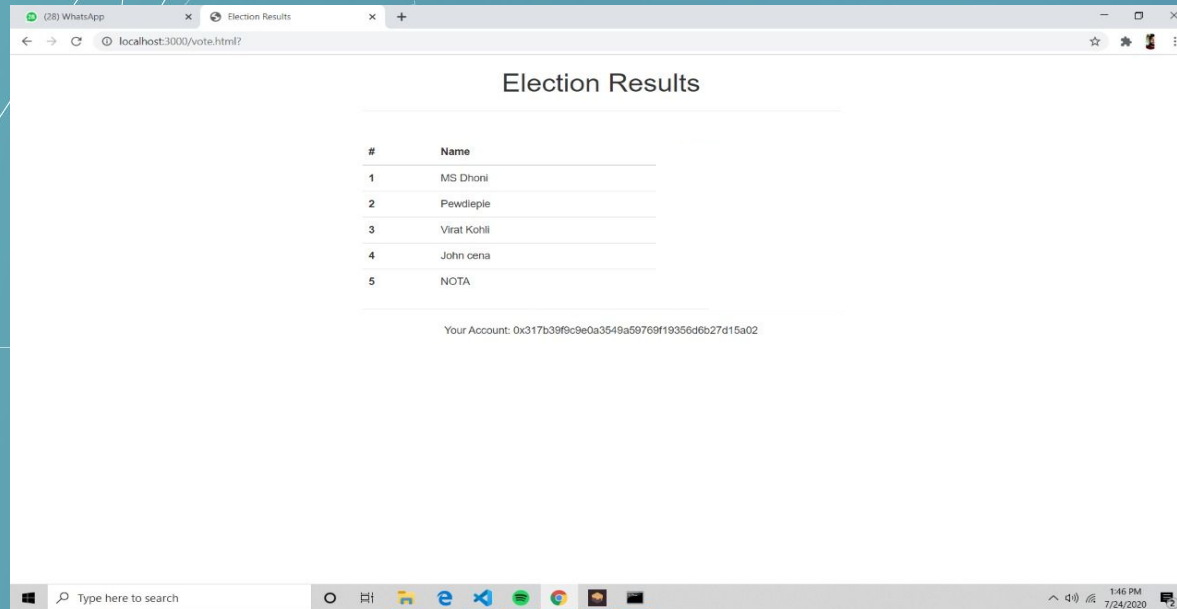 (28) WhatsApp
Election Results
localhost:3000/vote.html?
Election Results
# Name
1 MS Dhoni
2 Pewdiepie
3 Virat Kohli
4 John cena
5 NOTA
Your Account: 0x317b39f9c9e0a3549a59769f19356d6b27d15a02
Type here to search
1:46 PM
7/24/2020
2